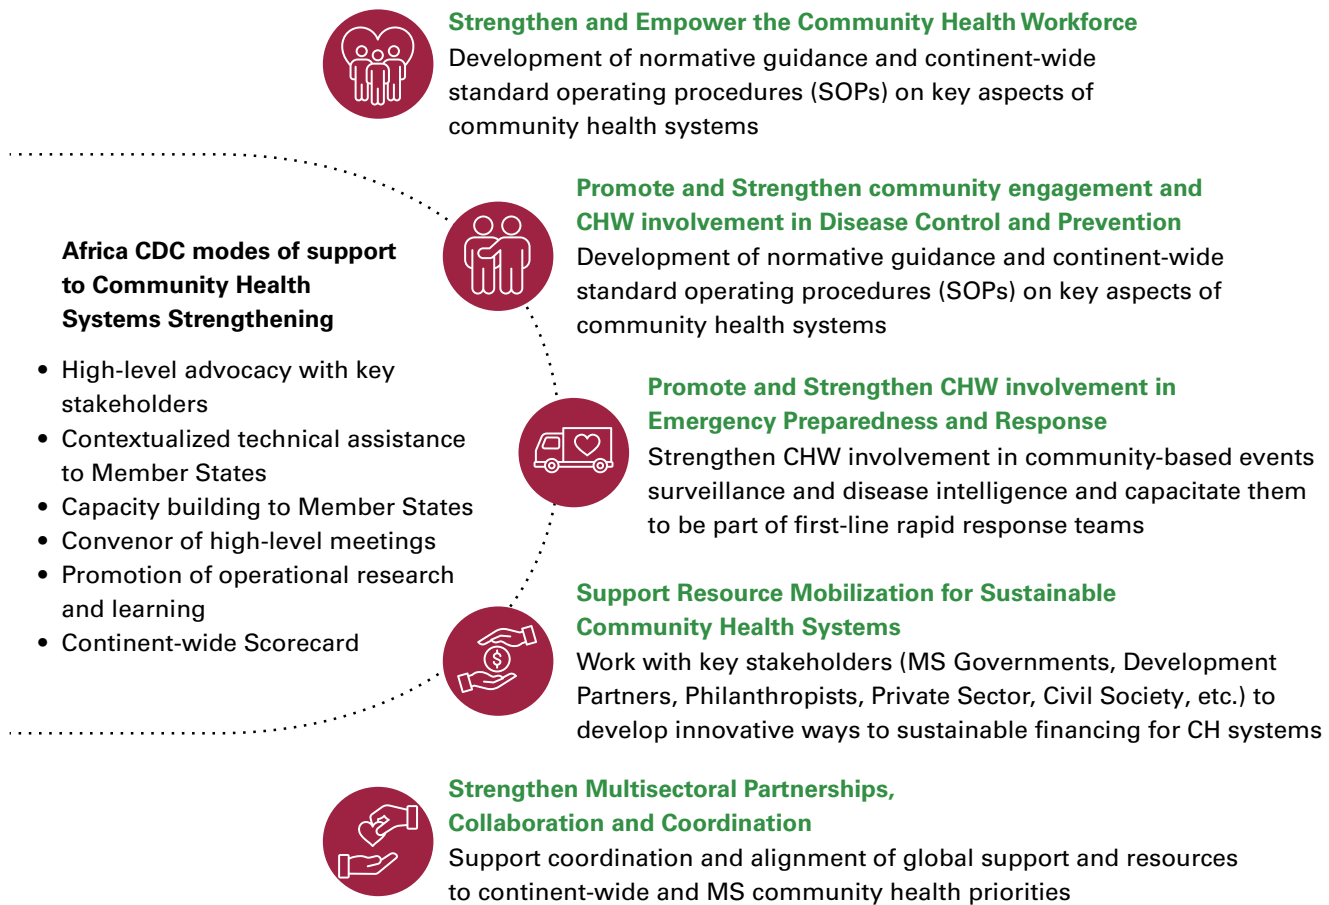 Strengthen and Empower the Community Health Workforce
Development of normative guidance and continent-wide
standard operating procedures (SOPs) on key aspects of
community health systems
Africa CDC modes of support
to Community Health
Systems Strengthening
• High-level advocacy with key
stakeholders
• Contextualized technical assistance
to Member States
• Capacity building to Member States
• Convenor of high-level meetings
• Promotion of operational research
and learning
• Continent-wide Scorecard
Promote and Strengthen community engagement and
CHW involvement in Disease Control and Prevention
Development of normative guidance and continent-wide
standard operating procedures (SOPs) on key aspects of
community health systems
Promote and Strengthen CHW involvement in
Emergency Preparedness and Response
Strengthen CHW involvement in community-based events
surveillance and disease intelligence and capacitate them
to be part of first-line rapid response teams
Support Resource Mobilization for Sustainable
Community Health Systems
Work with key stakeholders (MS Governments, Development
Partners, Philanthropists, Private Sector, Civil Society, etc.) to
develop innovative ways to sustainable financing for CH systems
$
Strengthen Multisectoral Partnerships,
Collaboration and Coordination
Support coordination and alignment of global support and resources
to continent-wide and MS community health priorities